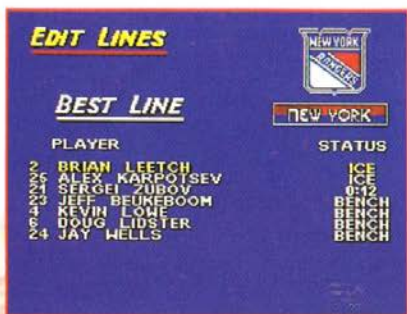 EDIT LINES
NEW YORK
RANGERS
BEST LINE
NEW YORK
PLAYER STATUS
2 BRIAN LEETCH ICE
25 ALEX KARPOTSEV ICE
21 SERGEI ZUBOV 0:12
23 JEFF BEUKEBOOM BENCH
4 KEVIN LOWE BENCH
6 DOUG LIDSTER BENCH
24 JAY WELLS BENCH